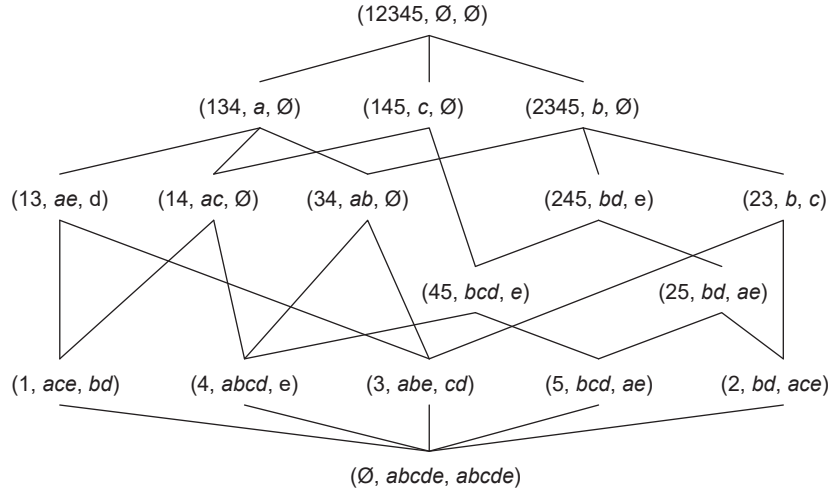 (12345, Ø, Ø)
(134, a, Ø) (145, c, Ø) (2345, b, Ø)
(13, ae, d) (14, ac, Ø) (34, ab, Ø) (245, bd, e) (23, b, c)
(45, bcd, e) (25, bd, ae)
(1, ace, bd) (4, abcd, e) (3, abe, cd) (5, bcd, ae) (2, bd, ace)
(Ø, abcde, abcde)